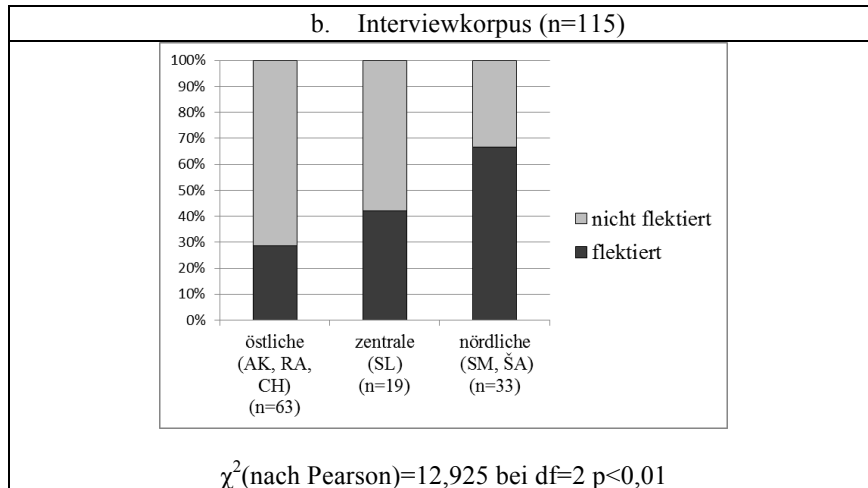 b. Interviewkorpus (n=115)
100%
90%
80%
70%
60%
50%
40%
30%
20%
10%
0%
östliche
(AK, RA,
CH)
(n=63)
zentrale
(SL)
(n=19)
nördliche
(SM, ŠA)
(n=33)
nicht flektiert
flektiert
χ²(nach Pearson)=12,925 bei df=2 p<0,01